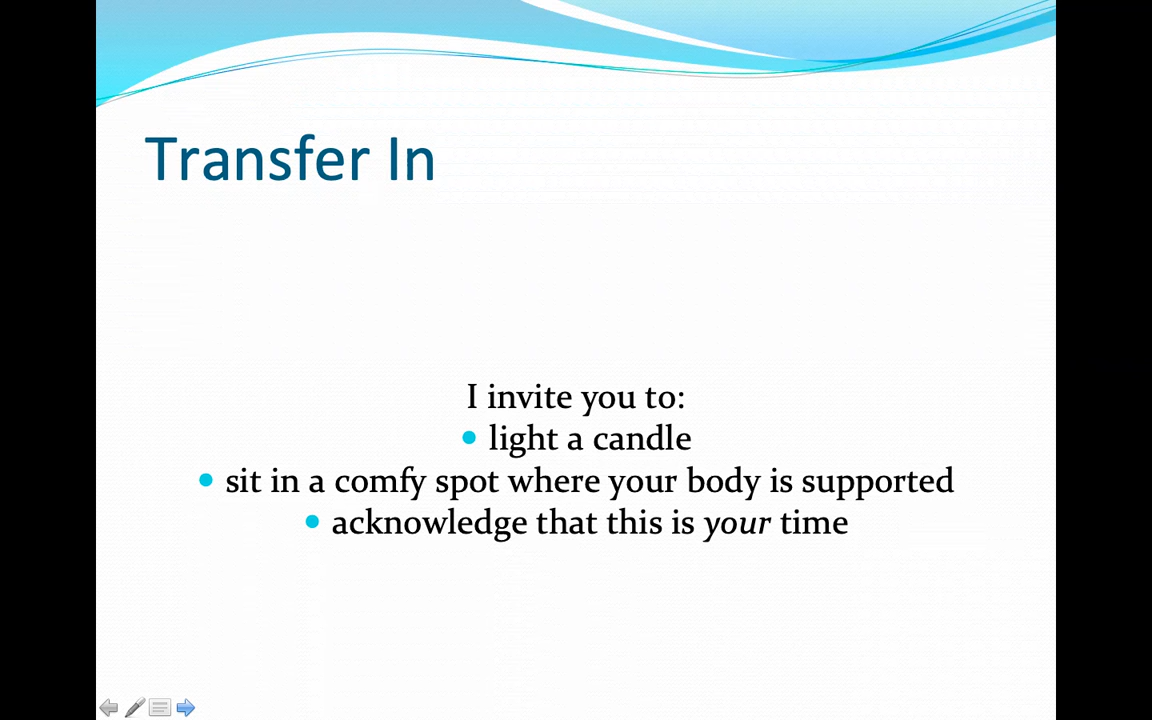 Transfer In
I invite you to:
• light a candle
• sit in a comfy spot where your body is supported
• acknowledge that this is your time